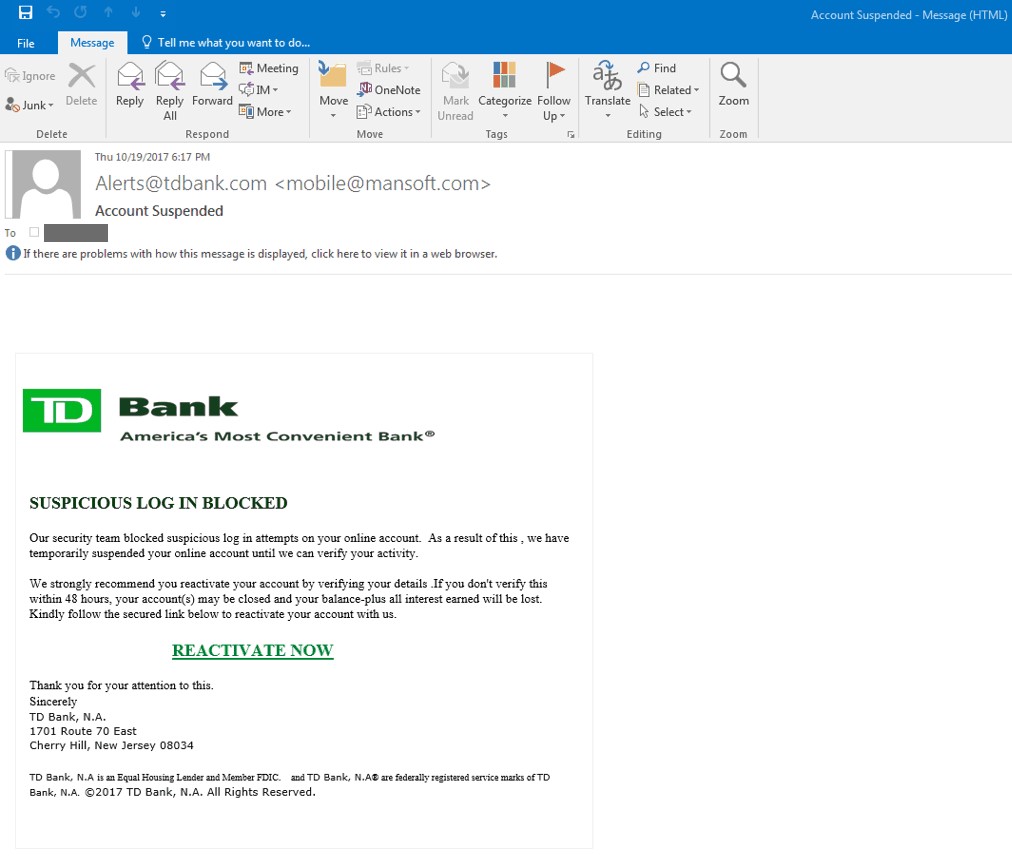 Account Suspended - Message (HTML)
File Message Tell me what you want to do...
Ignore
Junk
Delete
Delete
Reply
Reply All
Forward
Meeting
IM
More
Respond
Move
Rules
OneNote
Actions
Move
Mark Unread
Categorize
Follow Up
Tags
Translate
Find
Related
Select
Editing
Zoom
Zoom
Thu 10/19/2017 6:17 PM
Alerts@tdbank.com <mobile@mansoft.com>
Account Suspended
To
If there are problems with how this message is displayed, click here to view it in a web browser.
TD Bank
America's Most Convenient Bank®
SUSPICIOUS LOG IN BLOCKED
Our security team blocked suspicious log in attempts on your online account.  As a result of this , we have
temporarily suspended your online account until we can verify your activity.
We strongly recommend you reactivate your account by verifying your details .If you don't verify this
within 48 hours, your account(s) may be closed and your balance-plus all interest earned will be lost.
Kindly follow the secured link below to reactivate your account with us.
REACTIVATE NOW
Thank you for your attention to this.
Sincerely
TD Bank, N.A.
1701 Route 70 East
Cherry Hill, New Jersey 08034
TD Bank, N.A is an Equal Housing Lender and Member FDIC.   and TD Bank, N.A® are federally registered service marks of TD
Bank, N.A. ©2017 TD Bank, N.A. All Rights Reserved.